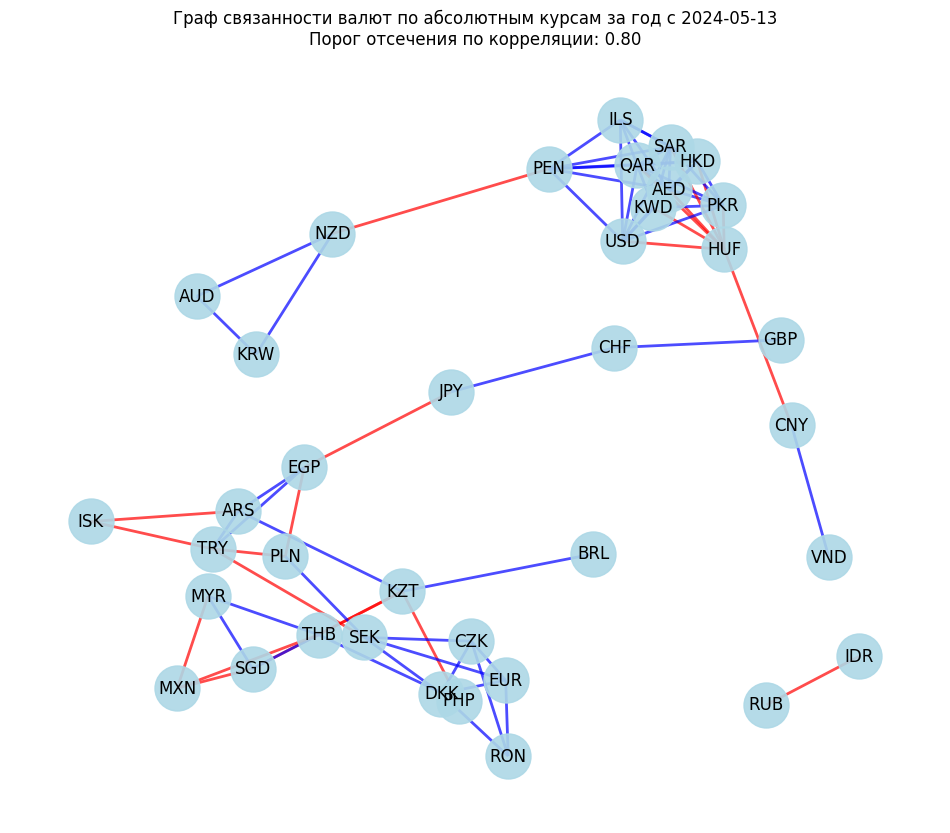 Граф связанности валют по абсолютным курсам за год с 2024-05-13
Порог отсечения по корреляции: 0.80
ILS
SAR
HKD
QAR
PEN
AED
KWD
PKR
NZD
USD
HUF
AUD
GBP
CHF
KRW
JPY
CNY
EGP
ARS
ISK
TRY
PLN
BRL
VND
KZT
MYR
THB
SEK
CZK
IDR
SGD
EUR
MXN
DKK
PHP
RUB
RON